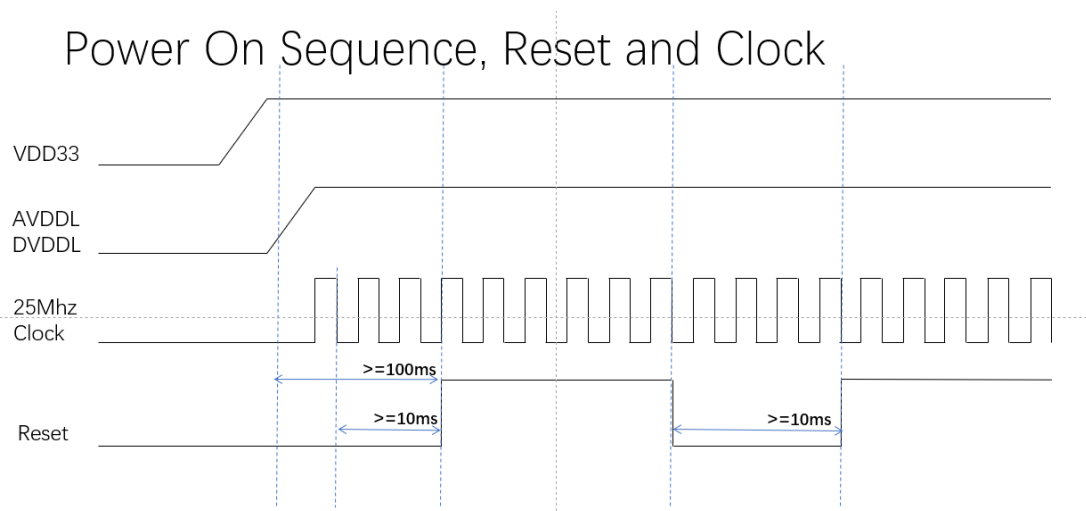 Power On Sequence, Reset and Clock
VDD33
AVDDL
DVDDL
25Mhz
Clock
>=100ms
>=10ms
>=10ms
Reset